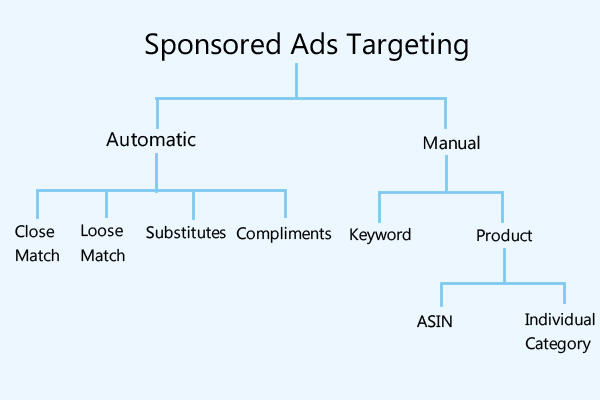 Sponsored Ads Targeting
Automatic
Manual
Close
Match
Loose
Match
Substitutes
Compliments
Keyword
Product
ASIN
Individual
Category